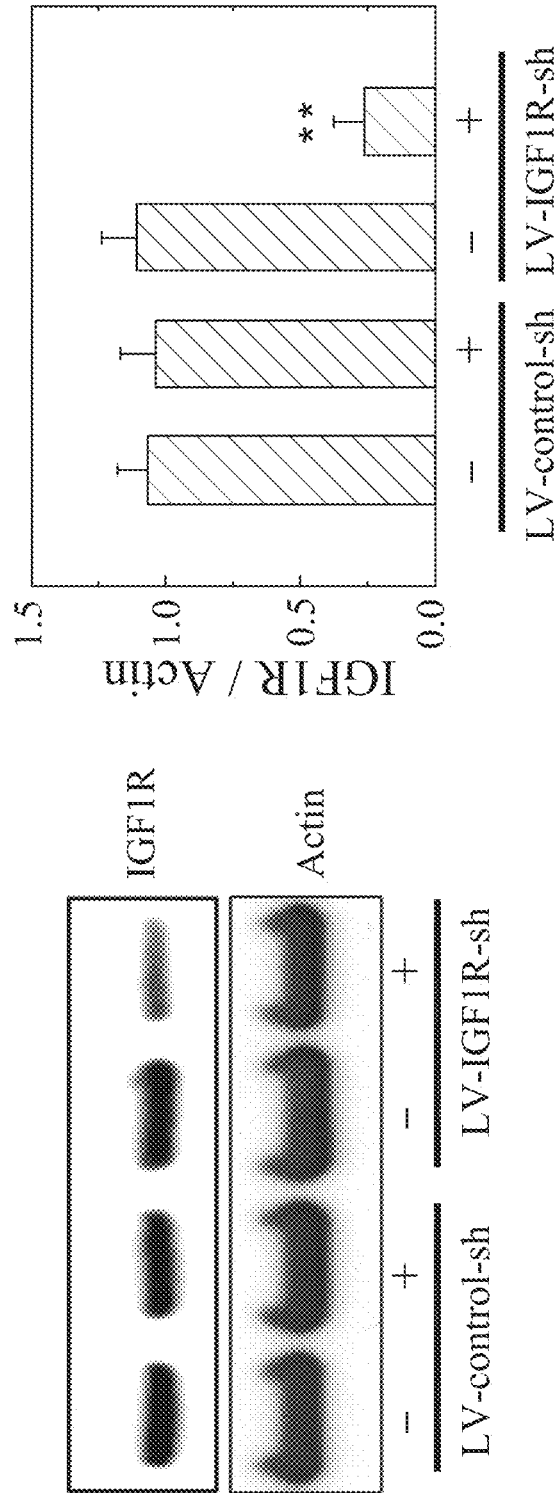 IGF1R
Actin
− + − +
LV-control-sh LV-IGF1R-sh
IGF1R / Actin
1.5
1.0
0.5
0.0
**
− + − +
LV-control-sh LV-IGF1R-sh